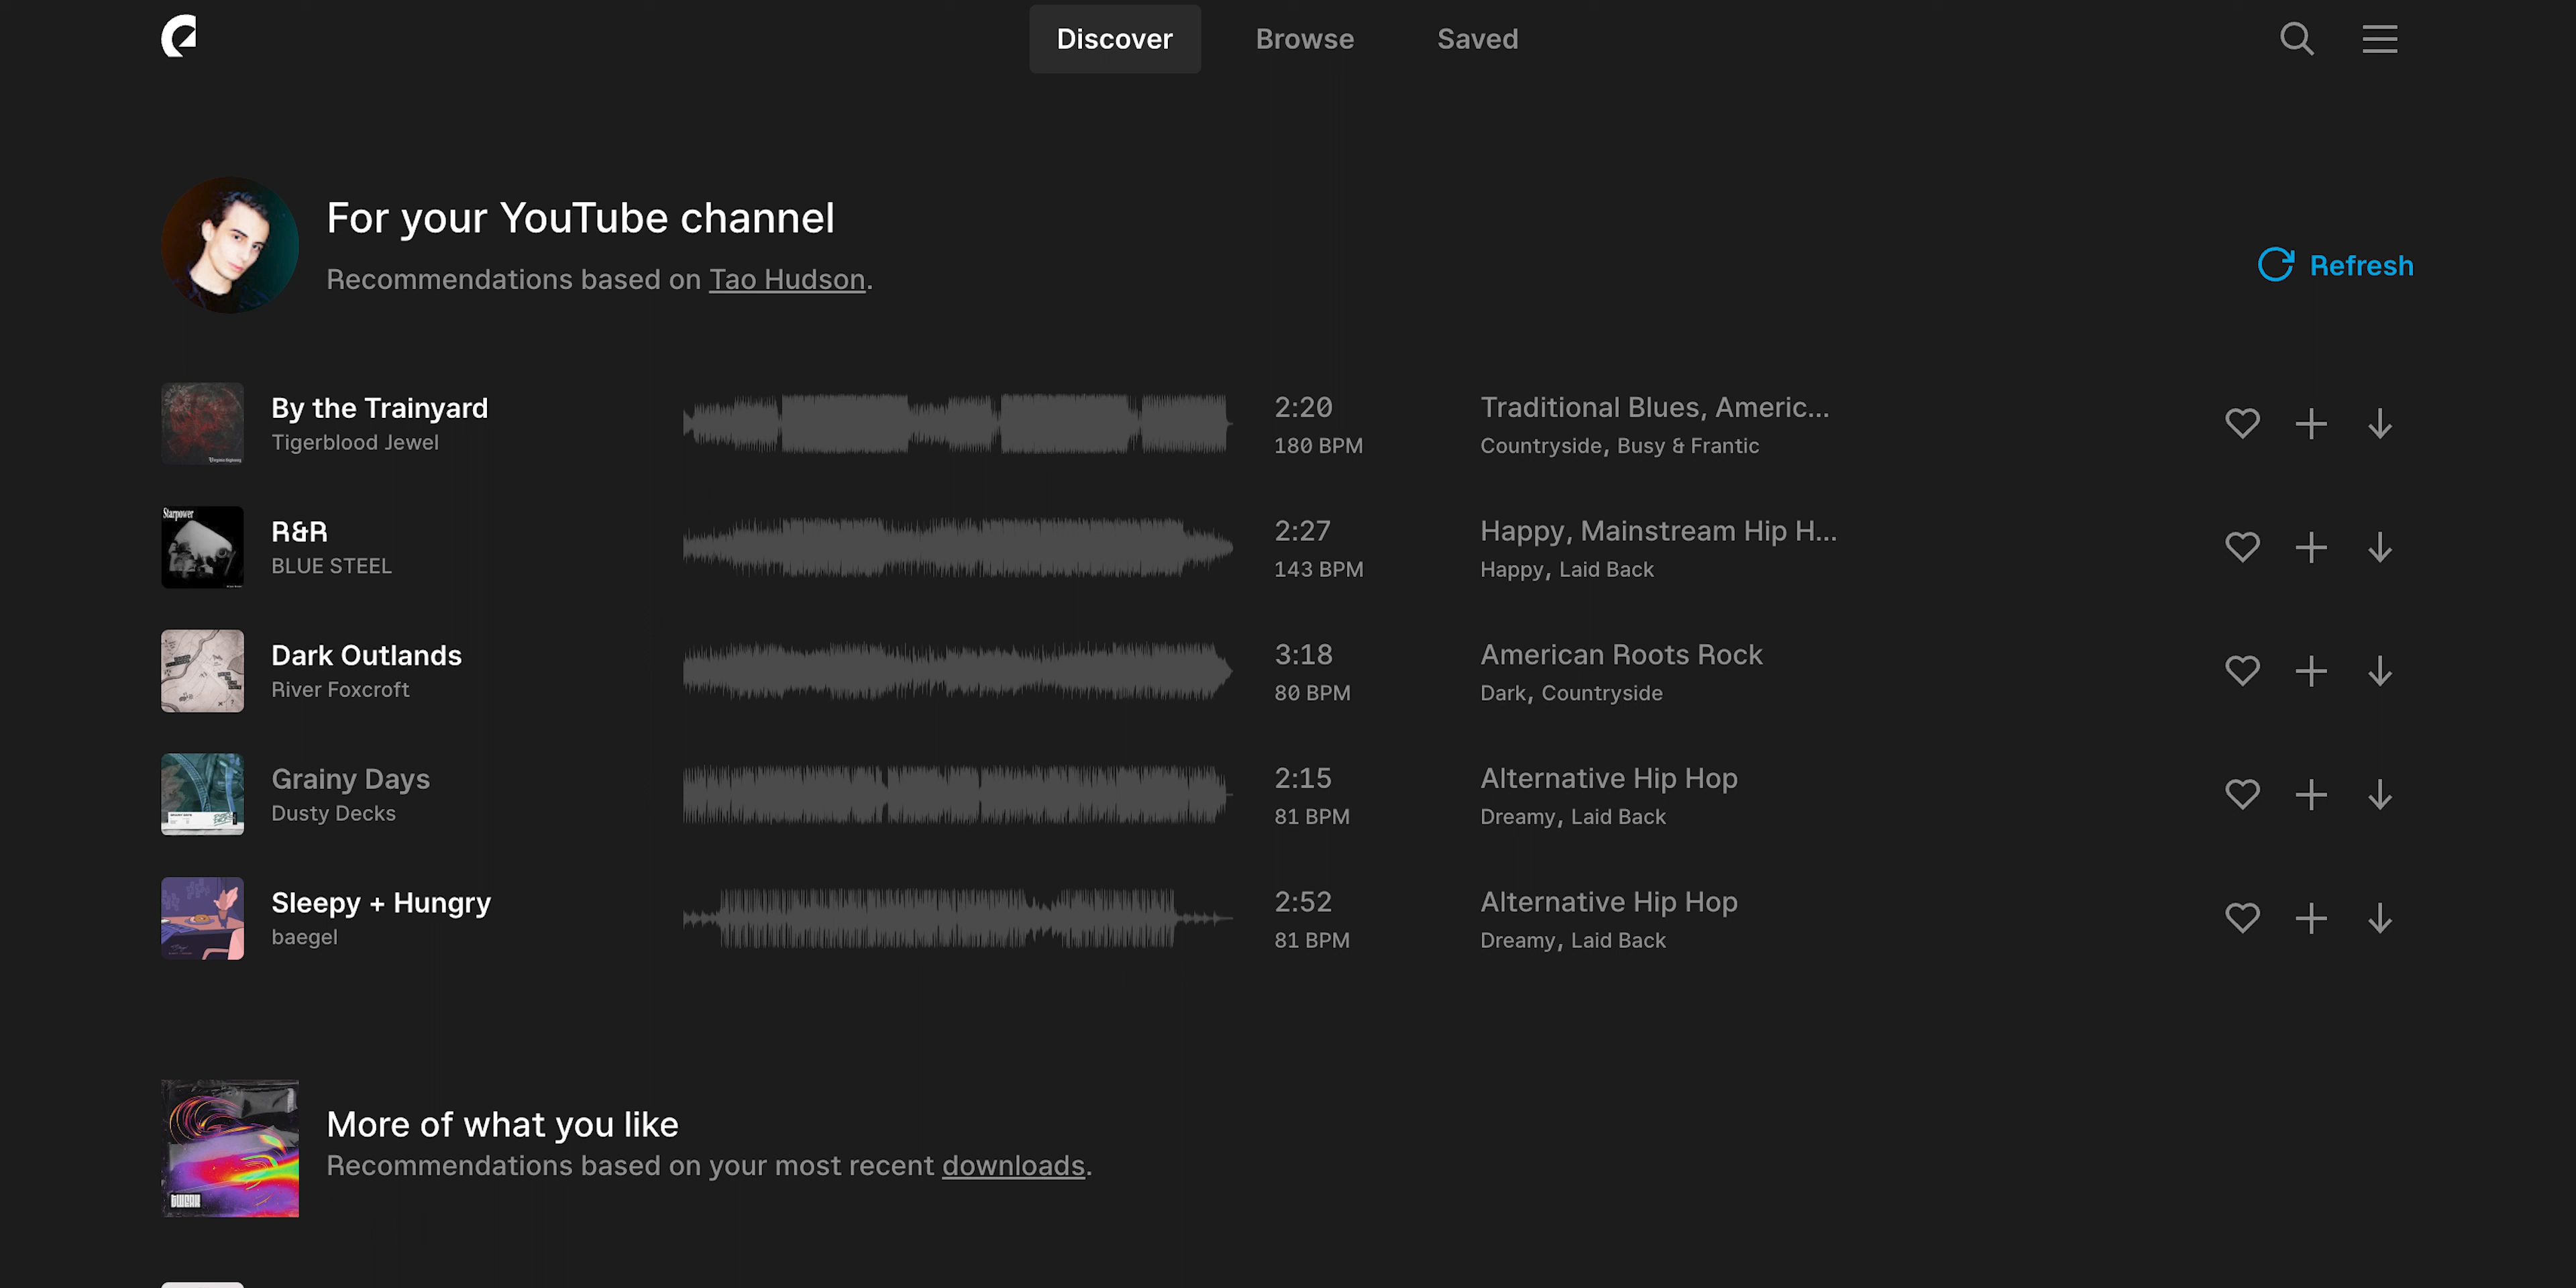 Discover Browse Saved
For your YouTube channel
Recommendations based on Tao Hudson.
Refresh
By the Trainyard
Tigerblood Jewel
2:20
180 BPM
Traditional Blues, Americ...
Countryside, Busy & Frantic
Starpower
R&R
BLUE STEEL
2:27
143 BPM
Happy, Mainstream Hip H...
Happy, Laid Back
Dark Outlands
River Foxcroft
3:18
80 BPM
American Roots Rock
Dark, Countryside
Grainy Days
Dusty Decks
2:15
81 BPM
Alternative Hip Hop
Dreamy, Laid Back
Sleepy + Hungry
baegel
2:52
81 BPM
Alternative Hip Hop
Dreamy, Laid Back
More of what you like
Recommendations based on your most recent downloads.